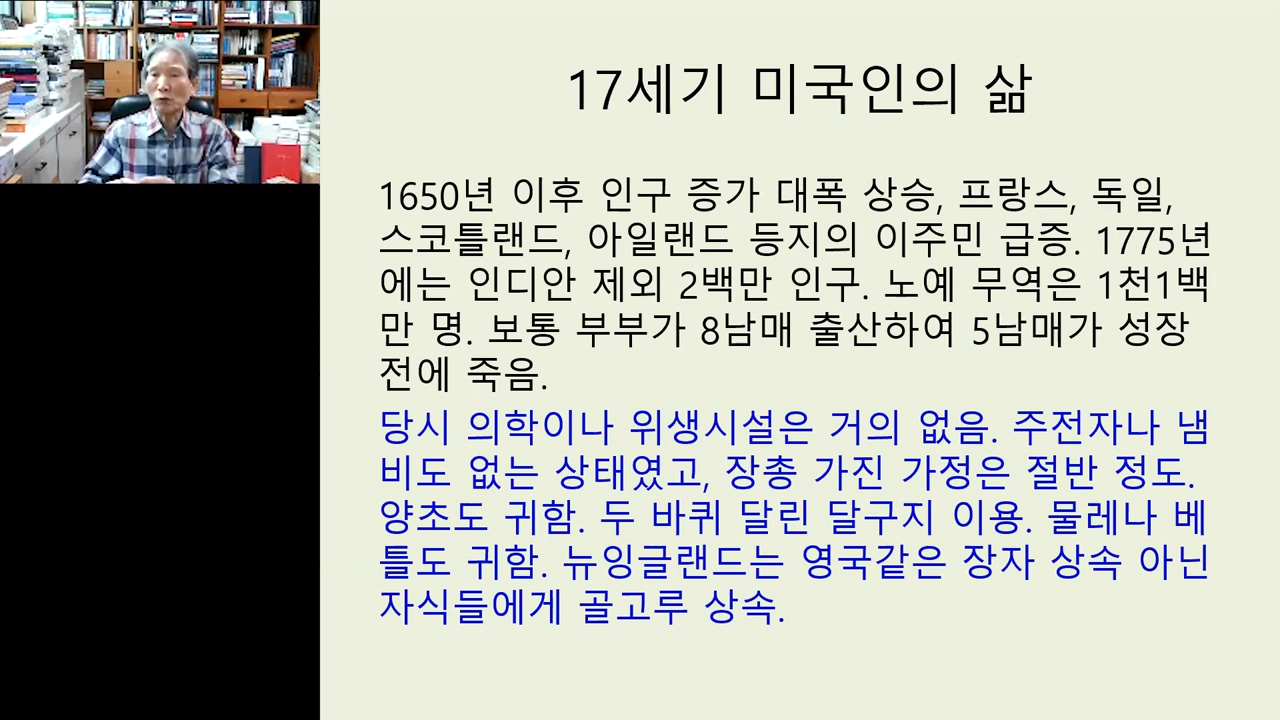 17세기 미국인의 삶
1650년 이후 인구 증가 대폭 상승, 프랑스, 독일,
스코틀랜드, 아일랜드 등지의 이주민 급증. 1775년
에는 인디안 제외 2백만 인구. 노예 무역은 1천1백
만 명. 보통 부부가 8남매 출산하여 5남매가 성장
전에 죽음.
당시 의학이나 위생시설은 거의 없음. 주전자나 냄
비도 없는 상태였고, 장총 가진 가정은 절반 정도.
양초도 귀함. 두 바퀴 달린 달구지 이용. 물레나 베
틀도 귀함. 뉴잉글랜드는 영국같은 장자 상속 아닌
자식들에게 골고루 상속.